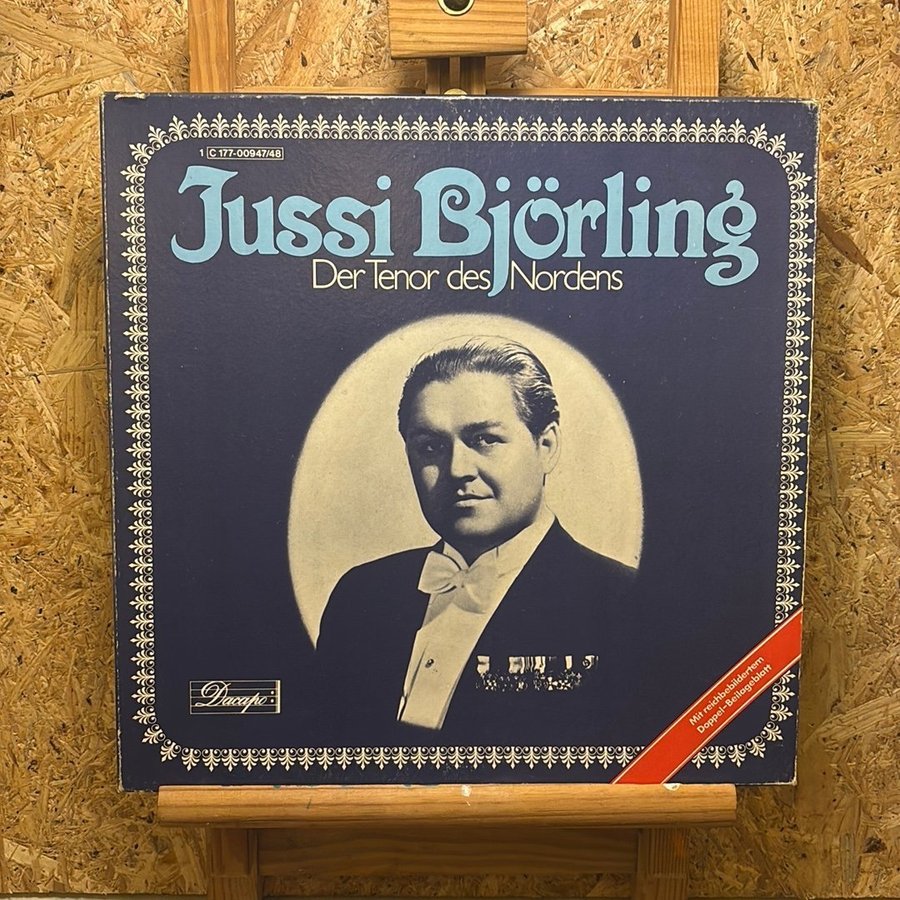 1 C 177-00947/48
Jussi Björling
Der Tenor des Nordens
Dacapo
Mit reichbebildertem
Doppel-Beilageblatt